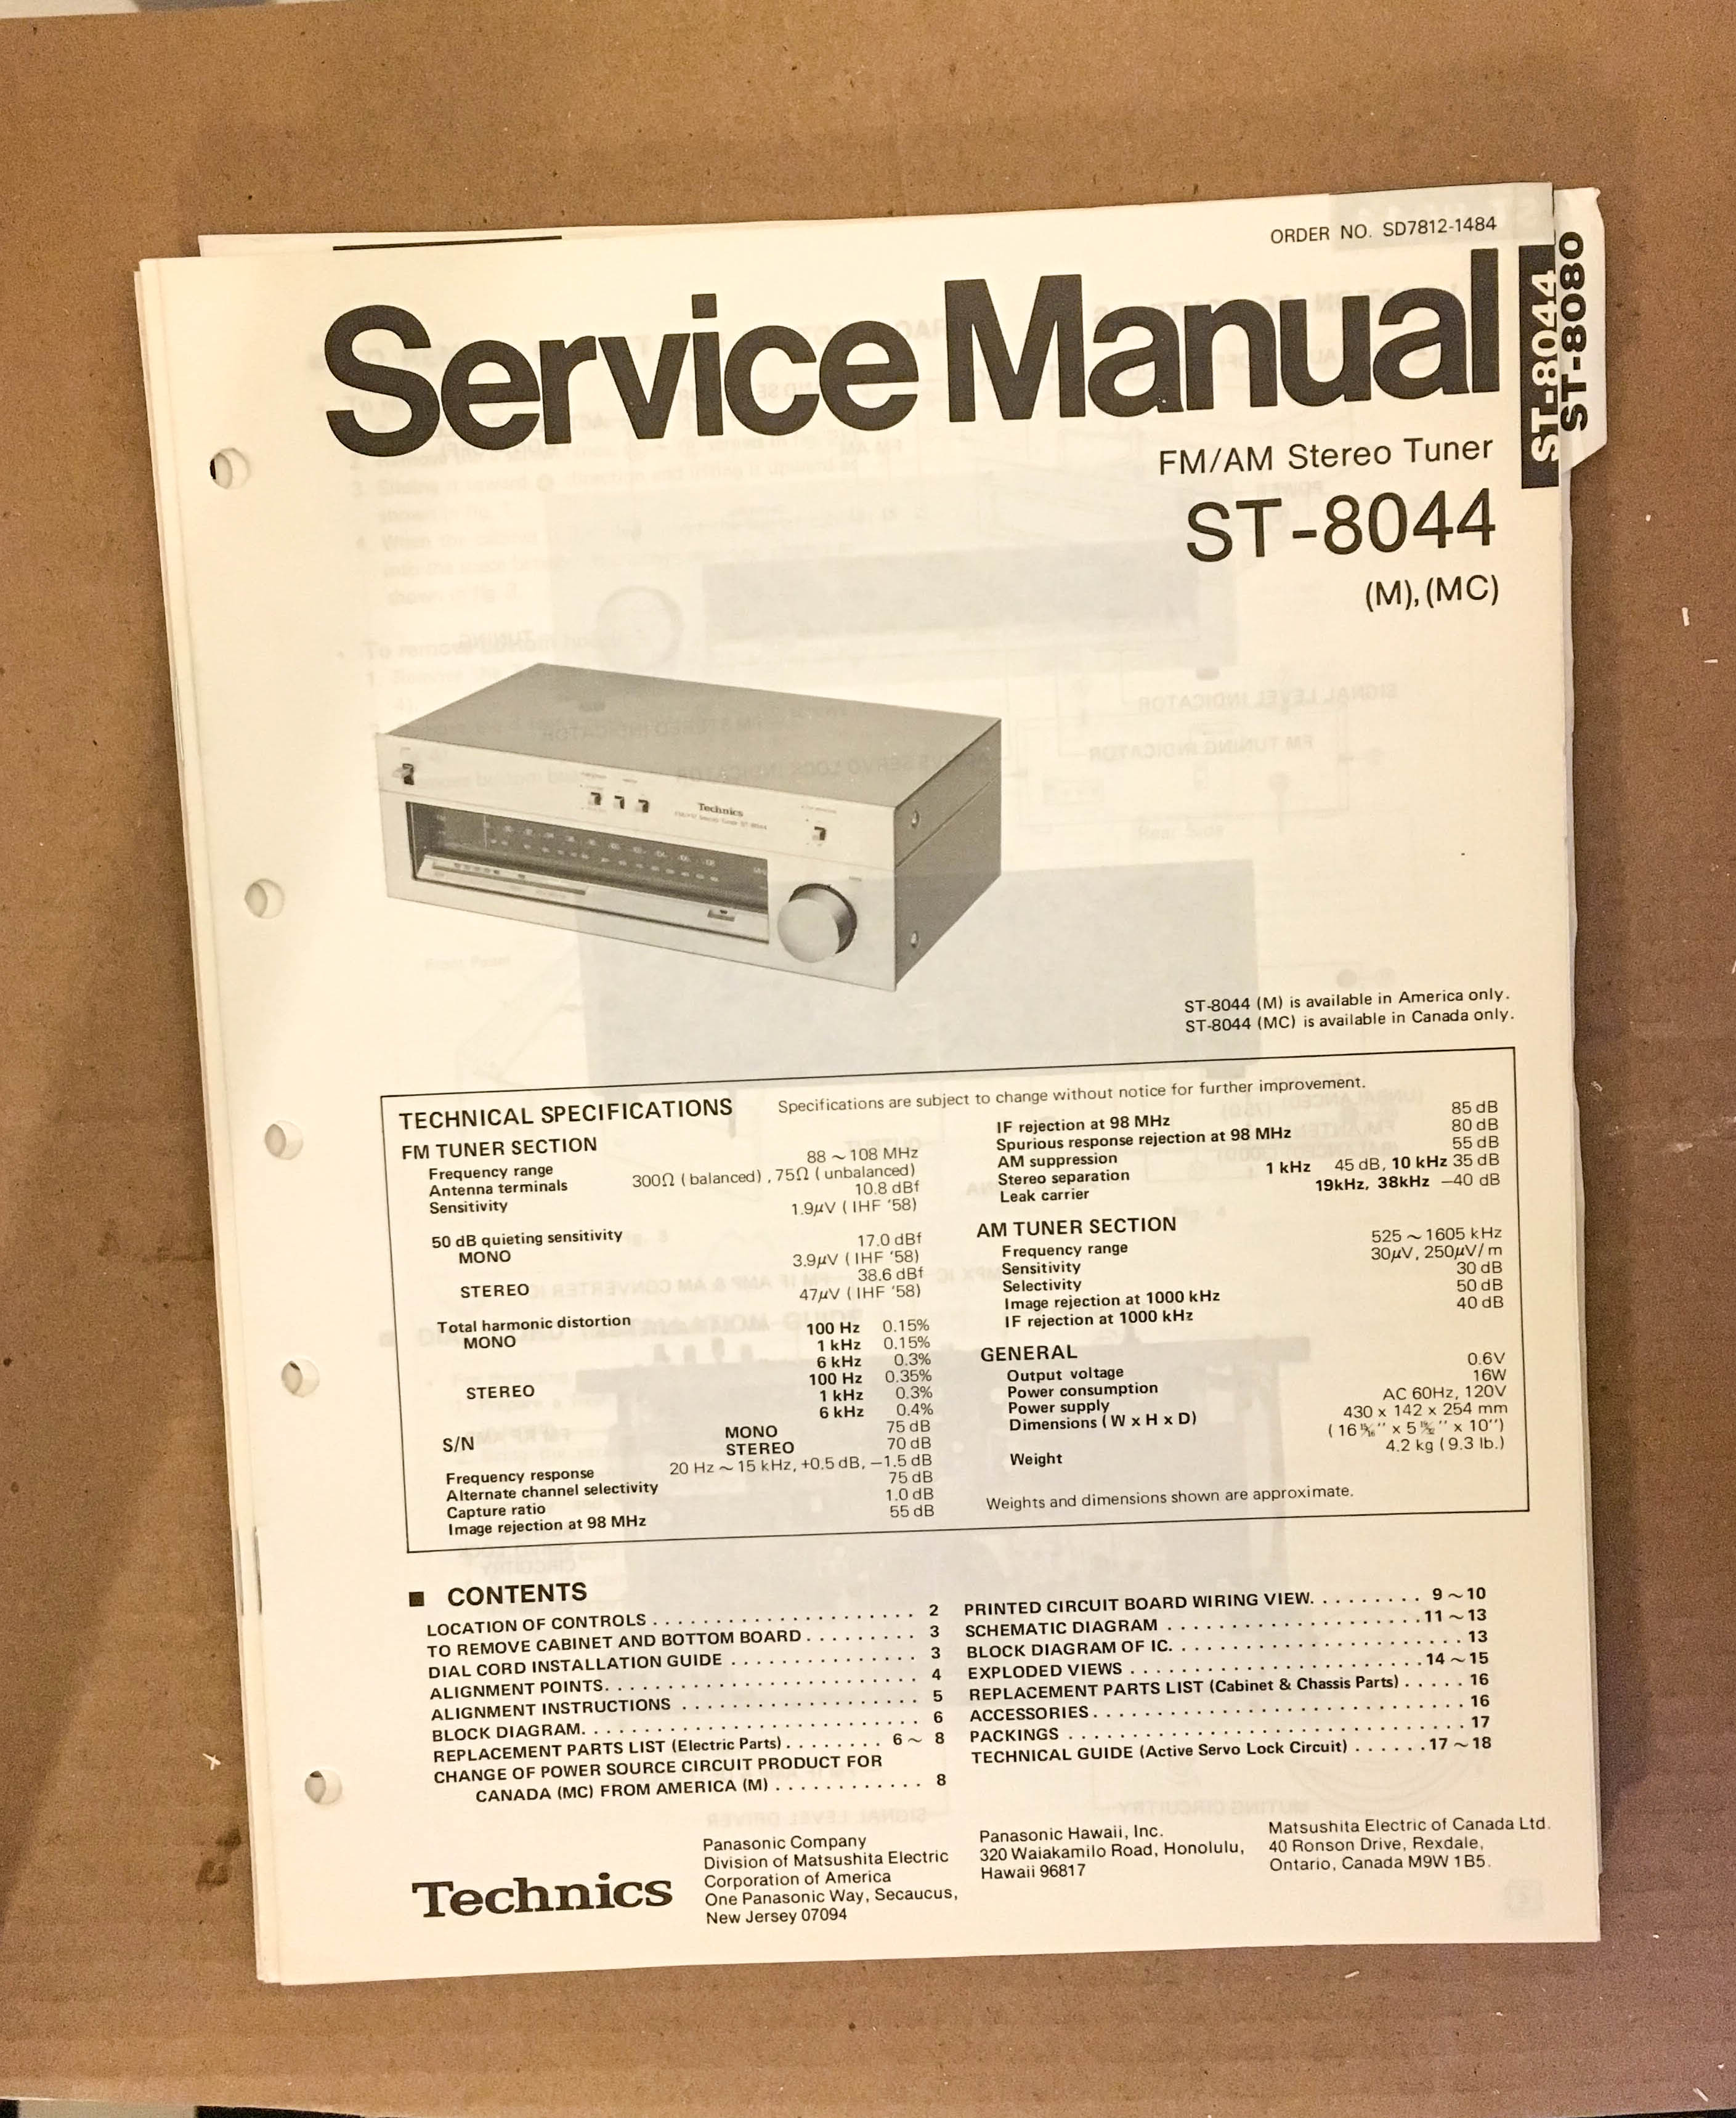 ORDER NO. SD7812-1484
Service Manual
ST-8044
ST-8080
FM/AM Stereo Tuner
ST-8044
(M), (MC)
Technics
ST-8044 (M) is available in America only.
ST-8044 (MC) is available in Canada only.
TECHNICAL SPECIFICATIONS Specifications are subject to change without notice for further improvement.
FM TUNER SECTION
Frequency range 88 ~ 108 MHz
Antenna terminals 300Ω (balanced), 75Ω (unbalanced)
Sensitivity 10.8 dBf
1.9μV (IHF '58)
50 dB quieting sensitivity
MONO 17.0 dBf
3.9μV (IHF '58)
STEREO 38.6 dBf
47μV (IHF '58)
Total harmonic distortion
MONO 100 Hz 0.15%
1 kHz 0.15%
6 kHz 0.3%
STEREO 100 Hz 0.35%
1 kHz 0.3%
6 kHz 0.4%
S/N MONO 75 dB
STEREO 70 dB
Frequency response 20 Hz ~ 15 kHz, +0.5 dB, −1.5 dB
Alternate channel selectivity 75 dB
Capture ratio 1.0 dB
Image rejection at 98 MHz 55 dB
IF rejection at 98 MHz 85 dB
Spurious response rejection at 98 MHz 80 dB
AM suppression 55 dB
Stereo separation 1 kHz 45 dB, 10 kHz 35 dB
Leak carrier 19kHz, 38kHz −40 dB
AM TUNER SECTION
Frequency range 525 ~ 1605 kHz
Sensitivity 30μV, 250μV/m
Selectivity 30 dB
Image rejection at 1000 kHz 50 dB
IF rejection at 1000 kHz 40 dB
GENERAL
Output voltage 0.6V
Power consumption 16W
Power supply AC 60Hz, 120V
Dimensions (W x H x D) 430 x 142 x 254 mm
(16 15/16'' x 5 19/32'' x 10'')
Weight 4.2 kg (9.3 lb.)
Weights and dimensions shown are approximate.
■ CONTENTS
LOCATION OF CONTROLS . . . . . . . . . . . . . . . . . . . . . 2
TO REMOVE CABINET AND BOTTOM BOARD . . . . . . . . . 3
DIAL CORD INSTALLATION GUIDE . . . . . . . . . . . . . . . 3
ALIGNMENT POINTS. . . . . . . . . . . . . . . . . . . . . . . . . 4
ALIGNMENT INSTRUCTIONS . . . . . . . . . . . . . . . . . . . 5
BLOCK DIAGRAM. . . . . . . . . . . . . . . . . . . . . . . . . . . 6
REPLACEMENT PARTS LIST (Electric Parts) . . . . . . . . 6 ~ 8
CHANGE OF POWER SOURCE CIRCUIT PRODUCT FOR
CANADA (MC) FROM AMERICA (M) . . . . . . . . . . . . 8
PRINTED CIRCUIT BOARD WIRING VIEW. . . . . . . . . 9 ~ 10
SCHEMATIC DIAGRAM . . . . . . . . . . . . . . . . . . . . .11 ~ 13
BLOCK DIAGRAM OF IC. . . . . . . . . . . . . . . . . . . . . . . . 13
EXPLODED VIEWS . . . . . . . . . . . . . . . . . . . . . . . .14 ~ 15
REPLACEMENT PARTS LIST (Cabinet & Chassis Parts) . . . . . 16
ACCESSORIES. . . . . . . . . . . . . . . . . . . . . . . . . . . . . . 16
PACKINGS . . . . . . . . . . . . . . . . . . . . . . . . . . . . . . . . 17
TECHNICAL GUIDE (Active Servo Lock Circuit) . . . . . .17 ~ 18
Technics
Panasonic Company
Division of Matsushita Electric
Corporation of America
One Panasonic Way, Secaucus,
New Jersey 07094
Panasonic Hawaii, Inc.
320 Waiakamilo Road, Honolulu,
Hawaii 96817
Matsushita Electric of Canada Ltd.
40 Ronson Drive, Rexdale,
Ontario, Canada M9W 1B5.